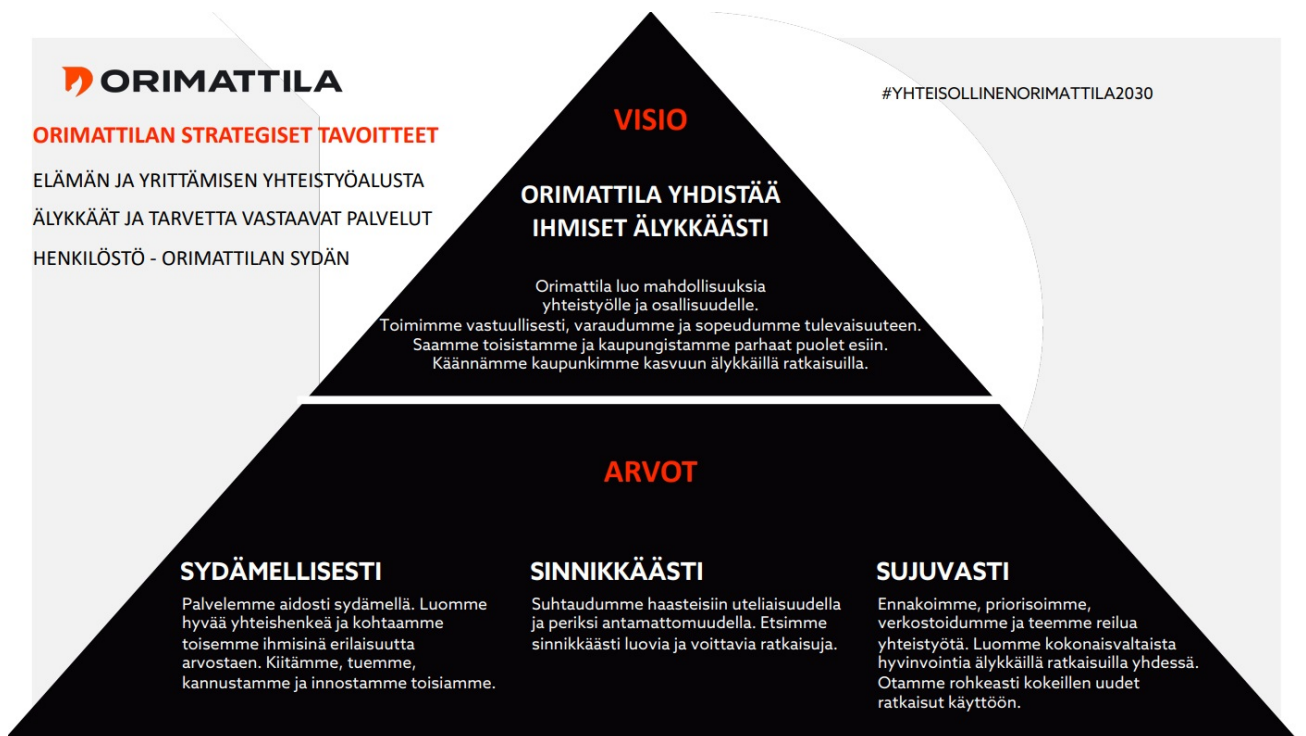 ORIMATTILA
#YHTEISOLLINENORIMATTILA2030
ORIMATTILAN STRATEGISET TAVOITTEET
ELÄMÄN JA YRITTÄMISEN YHTEISTYÖALUSTA
ÄLYKKÄÄT JA TARVETTA VASTAAVAT PALVELUT
HENKILÖSTÖ - ORIMATTILAN SYDÄN
VISIO
ORIMATTILA YHDISTÄÄ
IHMISET ÄLYKKÄÄSTI
Orimattila luo mahdollisuuksia
yhteistyölle ja osallisuudelle.
Toimimme vastuullisesti, varaudumme ja sopeudumme tulevaisuuteen.
Saamme toisistamme ja kaupungistamme parhaat puolet esiin.
Käännämme kaupunkimme kasvuun älykkäillä ratkaisuilla.
ARVOT
SYDÄMELLISESTI
Palvelemme aidosti sydämellä. Luomme
hyvää yhteishenkeä ja kohtaamme
toisemme ihmisinä erilaisuutta
arvostaen. Kiitämme, tuemme,
kannustamme ja innostamme toisiamme.
SINNIKKÄÄSTI
Suhtaudumme haasteisiin uteliaisuudella
ja periksi antamattomuudella. Etsimme
sinnikkäästi luovia ja voittavia ratkaisuja.
SUJUVASTI
Ennakoimme, priorisoimme,
verkostoidumme ja teemme reilua
yhteistyötä. Luomme kokonaisvaltaista
hyvinvointia älykkäillä ratkaisuilla yhdessä.
Otamme rohkeasti kokeillen uudet
ratkaisut käyttöön.